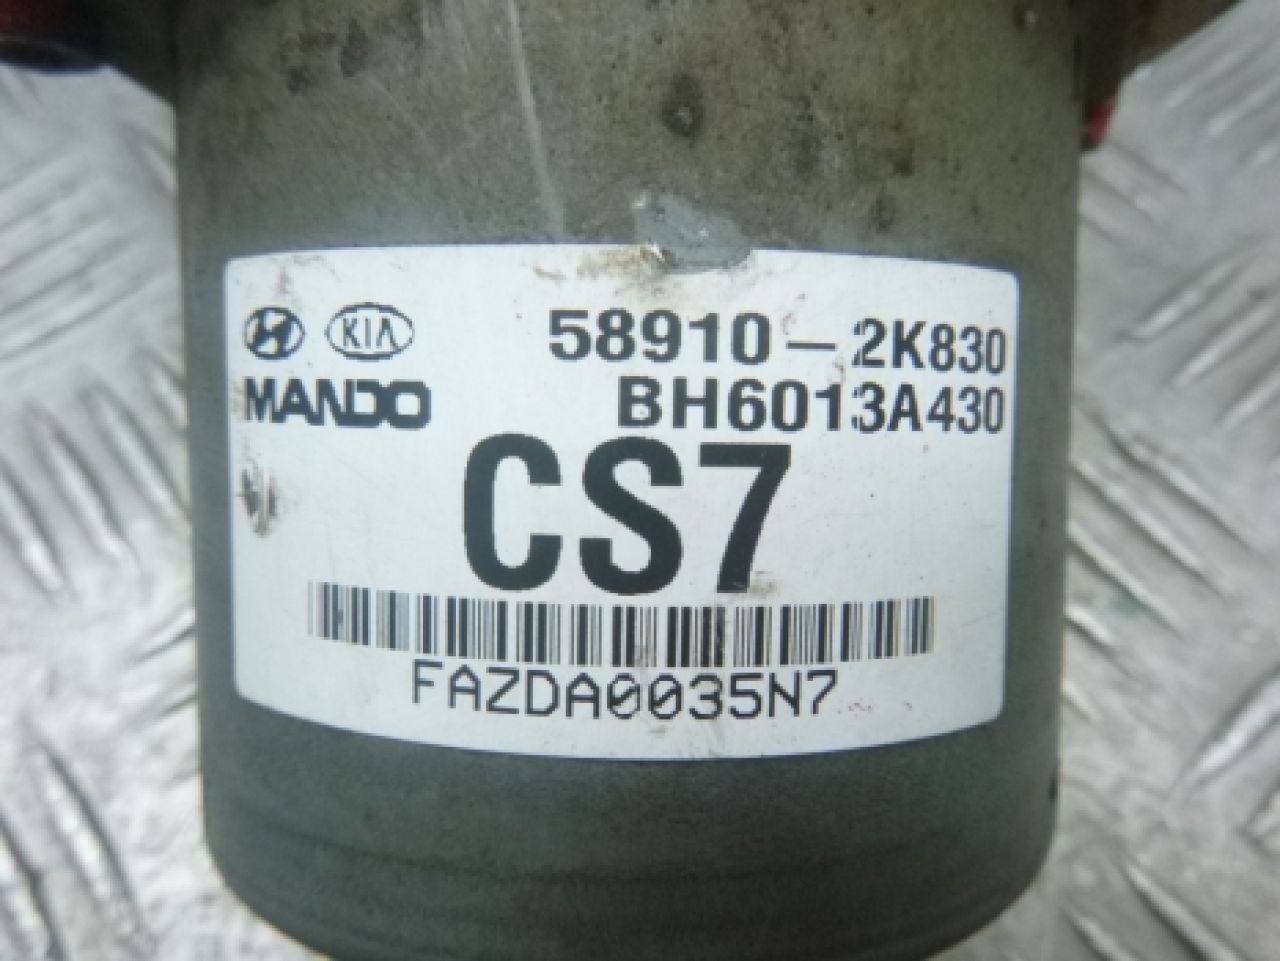 H KIA 58910-2K830
MANDO BH6013A430
CS7
FAZDA0035N7